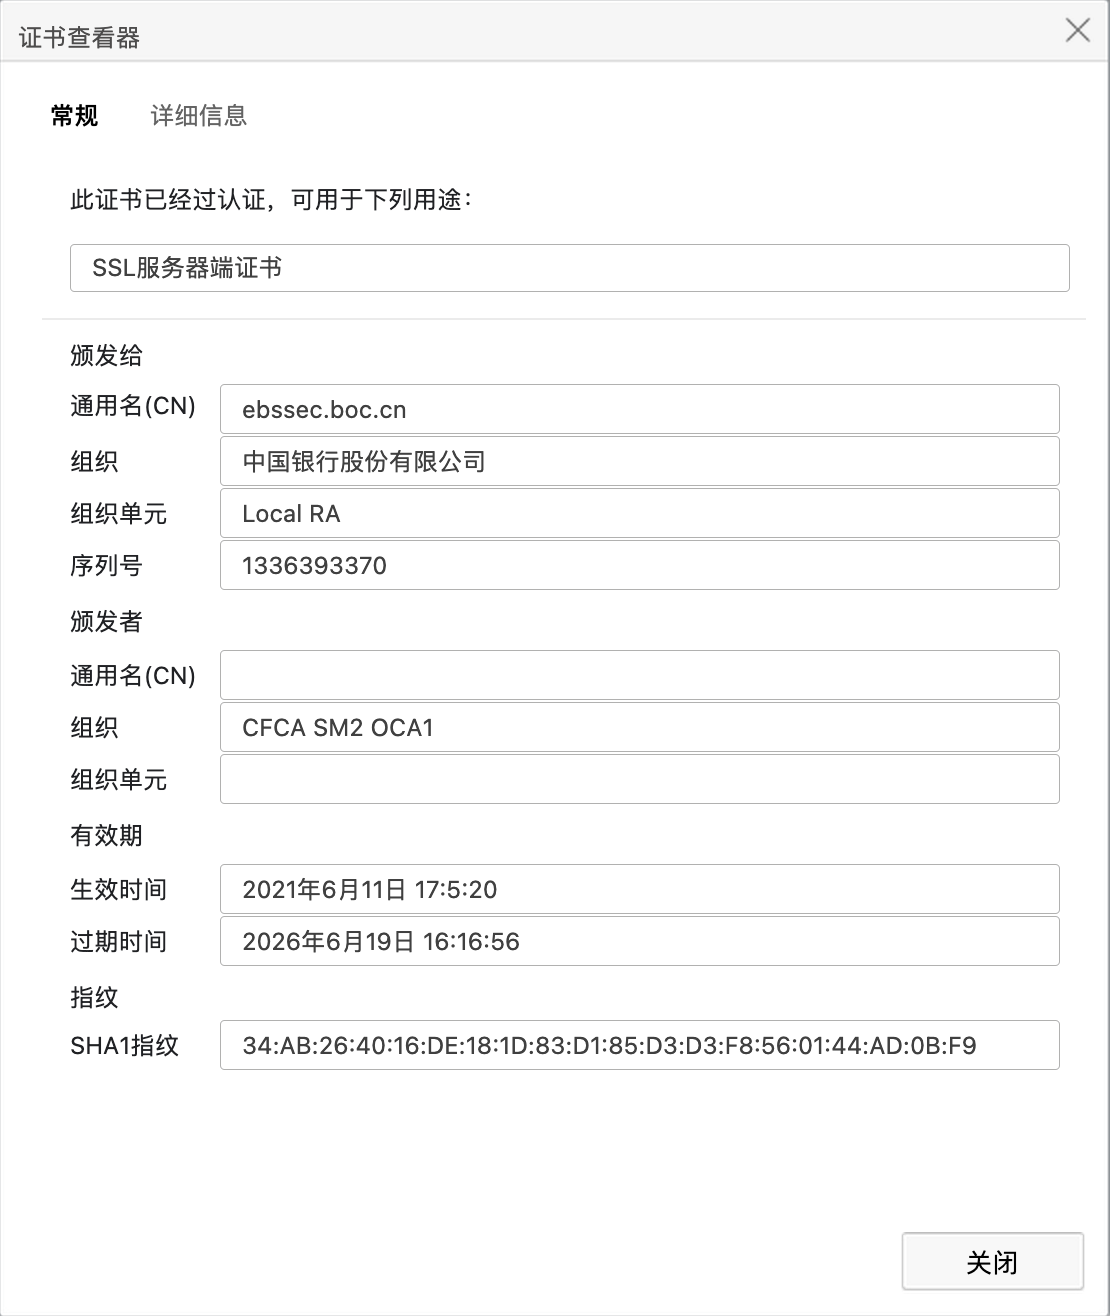 证书查看器
常规 详细信息
此证书已经过认证，可用于下列用途：
SSL服务器端证书
颁发给
通用名(CN) ebssec.boc.cn
组织 中国银行股份有限公司
组织单元 Local RA
序列号 1336393370
颁发者
通用名(CN)
组织 CFCA SM2 OCA1
组织单元
有效期
生效时间 2021年6月11日 17:5:20
过期时间 2026年6月19日 16:16:56
指纹
SHA1指纹 34:AB:26:40:16:DE:18:1D:83:D1:85:D3:D3:F8:56:01:44:AD:0B:F9
关闭